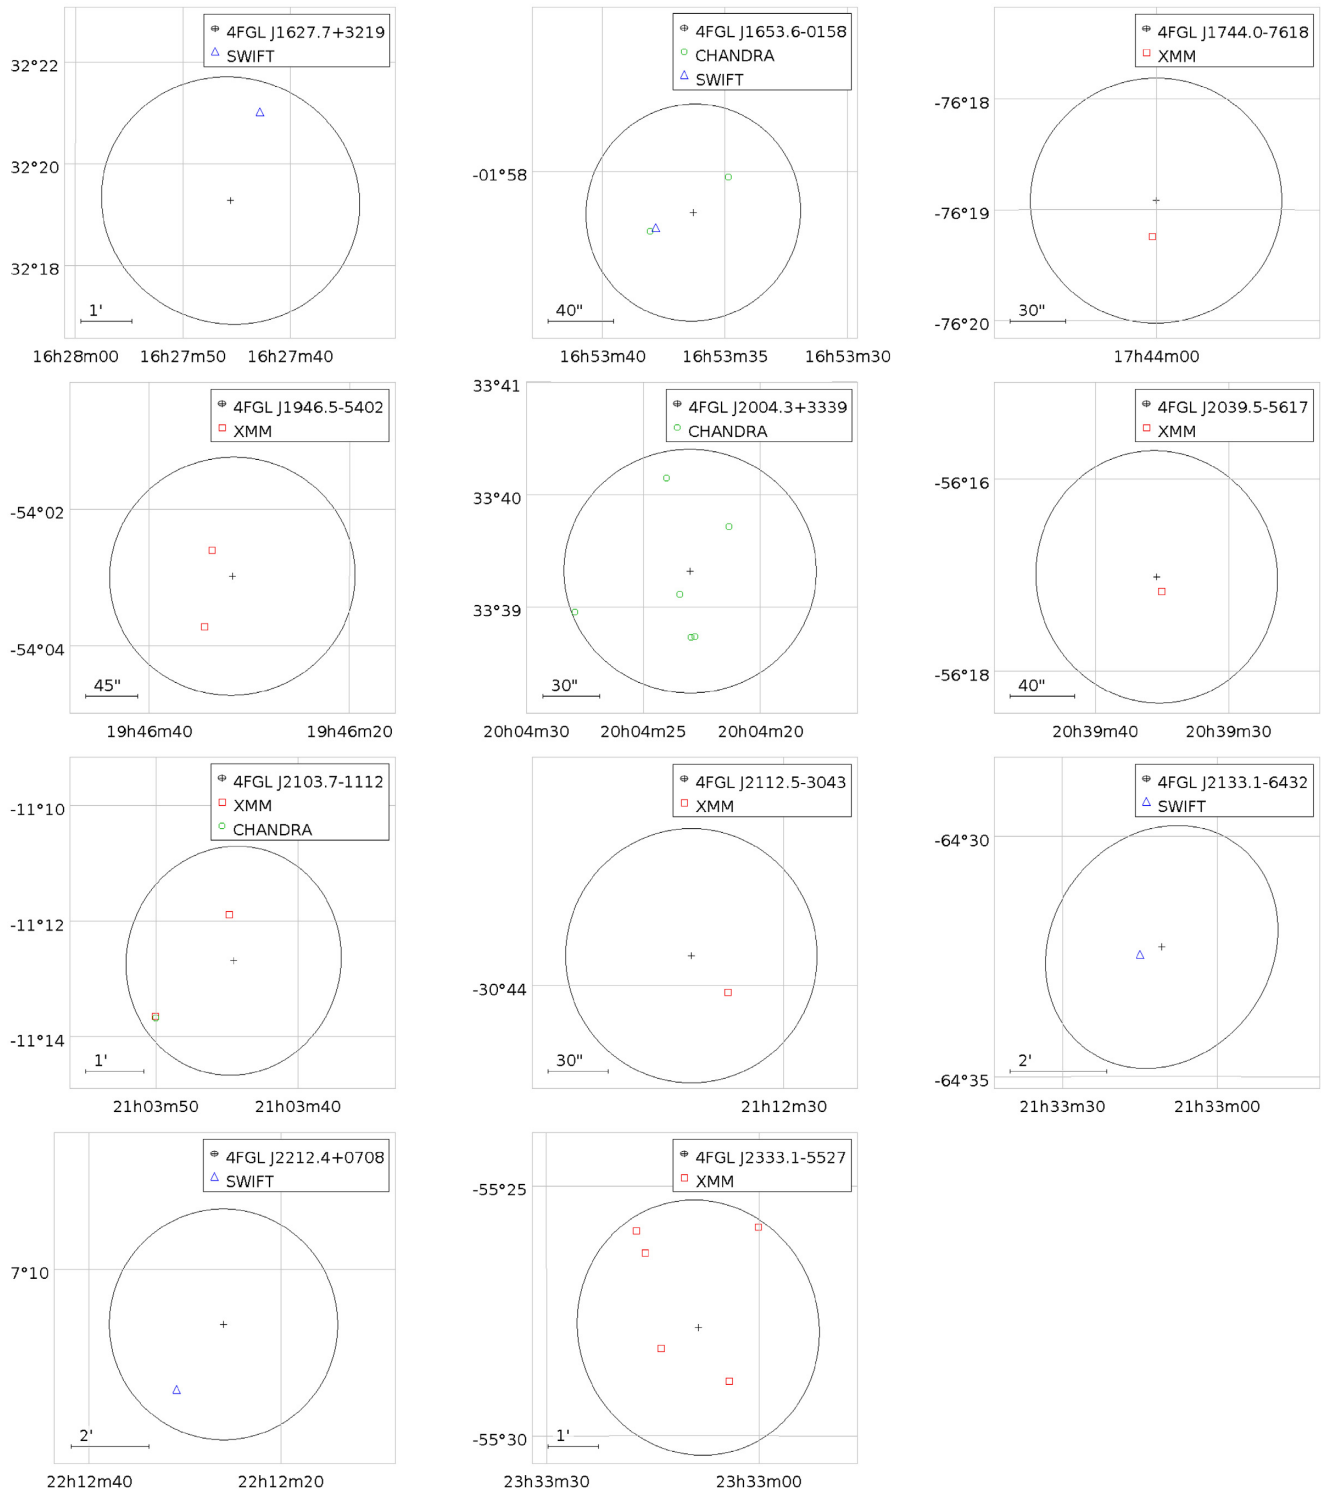 4FGL J1627.7+3219
SWIFT
32°22
32°20
32°18
1'
16h28m00 16h27m50 16h27m40
4FGL J1653.6-0158
CHANDRA
SWIFT
-01°58
40"
16h53m40 16h53m35 16h53m30
4FGL J1744.0-7618
XMM
-76°18
-76°19
-76°20
30"
17h44m00
4FGL J1946.5-5402
XMM
-54°02
-54°04
45"
19h46m40 19h46m20
33°41
4FGL J2004.3+3339
CHANDRA
33°40
33°39
30"
20h04m30 20h04m25 20h04m20
4FGL J2039.5-5617
XMM
-56°16
-56°18
40"
20h39m40 20h39m30
4FGL J2103.7-1112
XMM
CHANDRA
-11°10
-11°12
-11°14
1'
21h03m50 21h03m40
4FGL J2112.5-3043
XMM
-30°44
30"
21h12m30
4FGL J2133.1-6432
SWIFT
-64°30
-64°35
2'
21h33m30 21h33m00
4FGL J2212.4+0708
SWIFT
7°10
2'
22h12m40 22h12m20
4FGL J2333.1-5527
XMM
-55°25
-55°30
1'
23h33m30 23h33m00